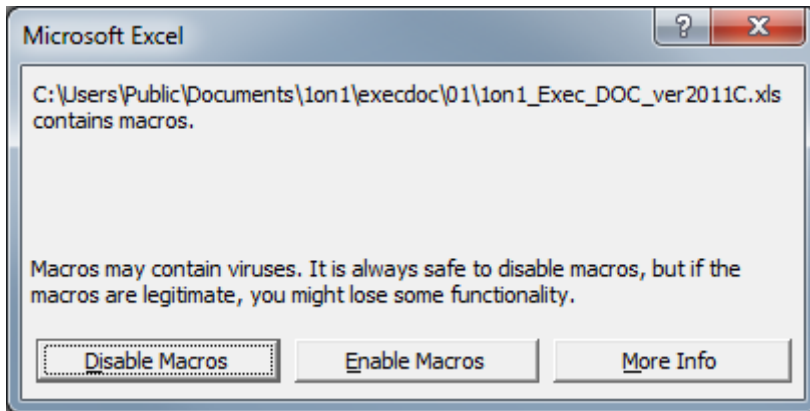 Microsoft Excel
C:\Users\Public\Documents\1on1\execdoc\01\1on1_Exec_DOC_ver2011C.xls
contains macros.
Macros may contain viruses. It is always safe to disable macros, but if the
macros are legitimate, you might lose some functionality.
Disable Macros
Enable Macros
More Info